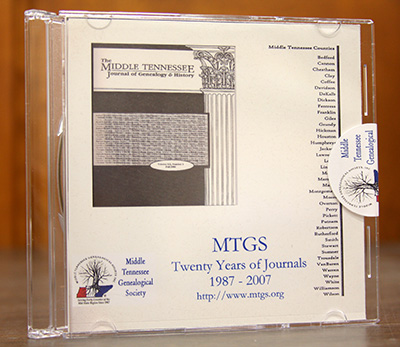 The
MIDDLE TENNESSEE
Journal of Genealogy & History
Middle Tennessee Counties
Bedford
Cannon
Cheatham
Clay
Coffee
Davidson
DeKalb
Dickson
Fentress
Franklin
Giles
Grundy
Hickman
Houston
Humphreys
Overton
Perry
Pickett
Putnam
Robertson
Rutherford
Smith
Stewart
Sumner
Trousdale
VanBuren
Warren
Wayne
White
Williamson
Wilson
Middle
Tennessee
Genealogical
Middle
Tennessee
Genealogical
Society
MTGS
Twenty Years of Journals
1987 - 2007
http://www.mtgs.org